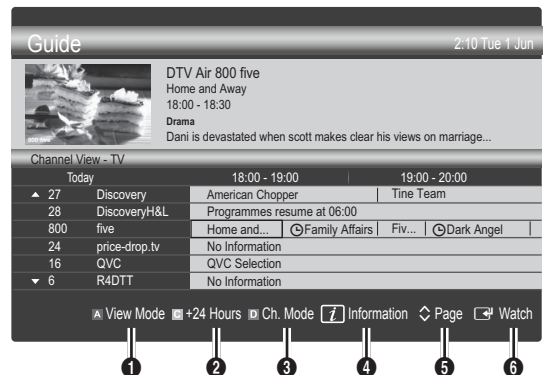 Guide 2:10 Tue 1 Jun
DTV Air 800 five
Home and Away
18:00 - 18:30
Drama
Dani is devastated when scott makes clear his views on marriage...
800 five
Channel View - TV
Today 18:00 - 19:00 19:00 - 20:00
▲ 27 Discovery American Chopper Tine Team
28 DiscoveryH&L Programmes resume at 06:00
800 five Home and... Family Affairs Fiv... Dark Angel
24 price-drop.tv No Information
16 QVC QVC Selection
▼ 6 R4DTT No Information
A View Mode C +24 Hours D Ch. Mode i Information Page Watch
1 2 3 4 5 6